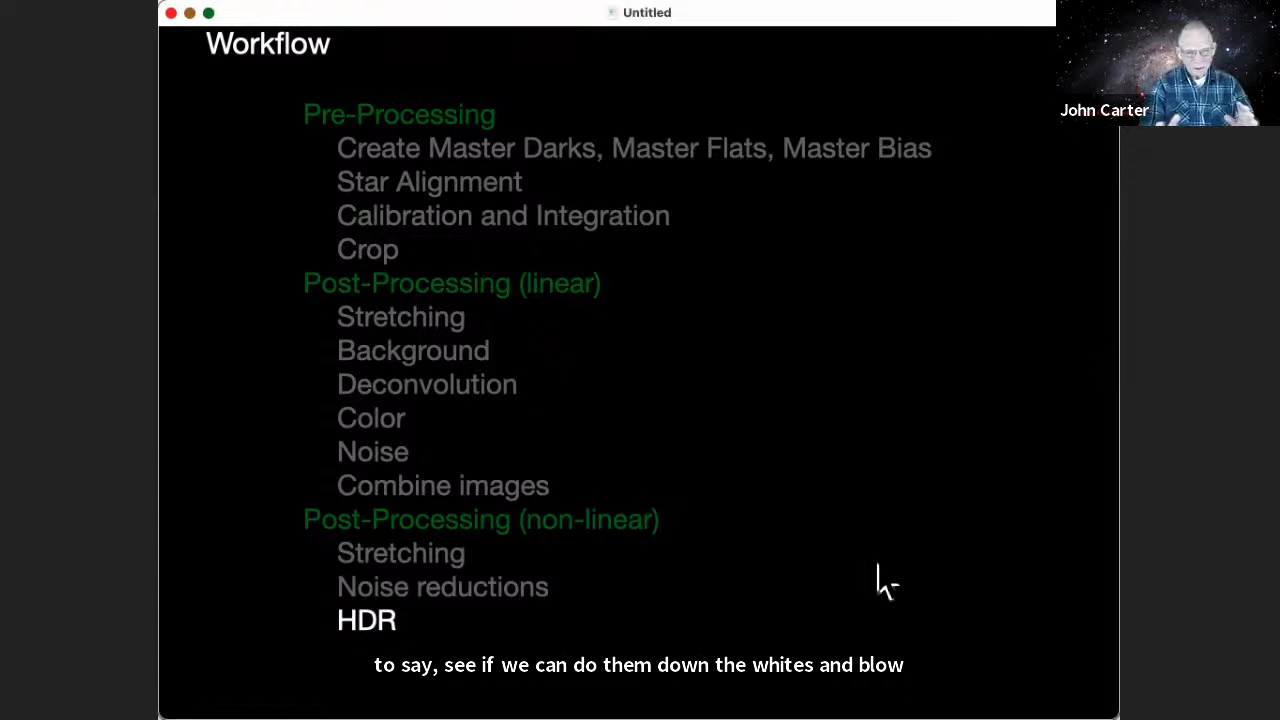 Untitled
Workflow
John Carter
Pre-Processing
Create Master Darks, Master Flats, Master Bias
Star Alignment
Calibration and Integration
Crop
Post-Processing (linear)
Stretching
Background
Deconvolution
Color
Noise
Combine images
Post-Processing (non-linear)
Stretching
Noise reductions
HDR
to say, see if we can do them down the whites and blow